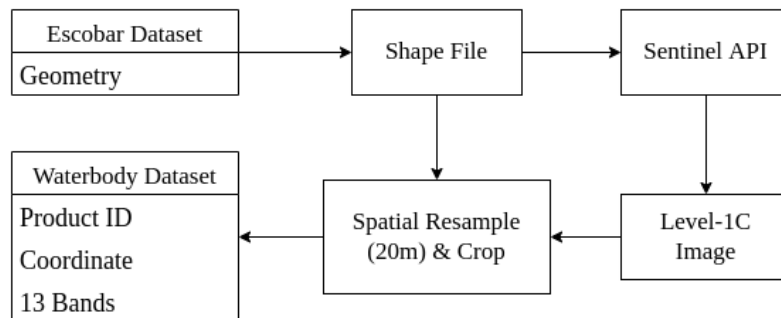 Escobar Dataset
Geometry
Shape File
Sentinel API
Waterbody Dataset
Product ID
Coordinate
13 Bands
Spatial Resample
(20m) & Crop
Level-1C
Image